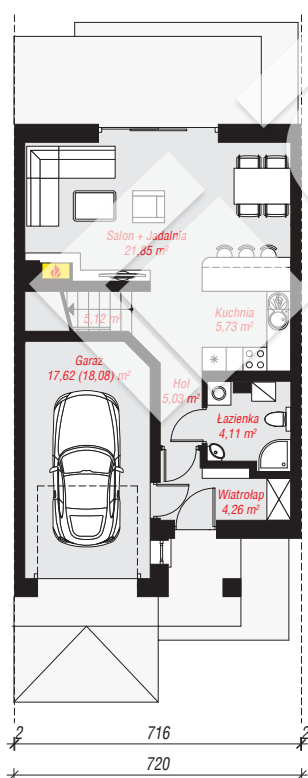 Salon + Jadalnia
21,85 m²
5,12 m²
Kuchnia
5,73 m²
Garaż
17,62 (18,08) m²
Hol
5,03 m²
Łazienka
4,11 m²
Wiatrołap
4,26 m²
2 716 2
720